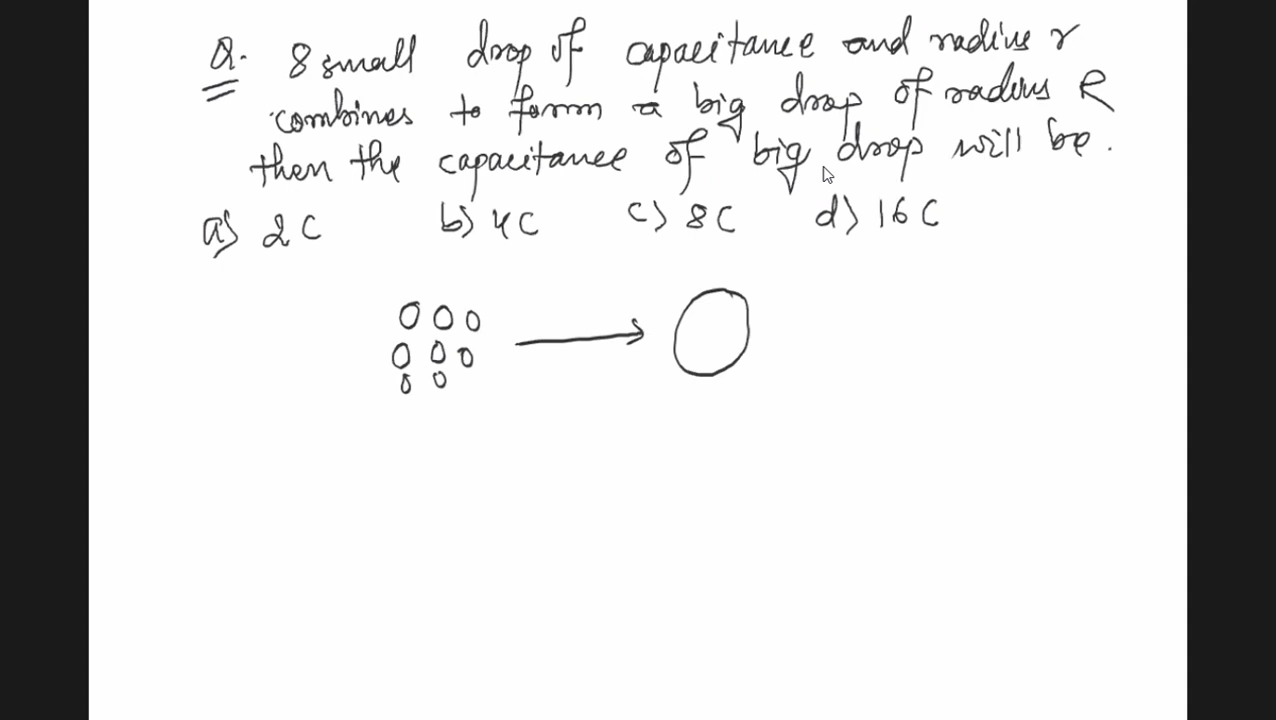 Q. 8 small drop of capacitance and radius r
combines to form a big drop of radius R
then the capacitance of big drop will be.
a) 2C b) 4C c) 8C d) 16C